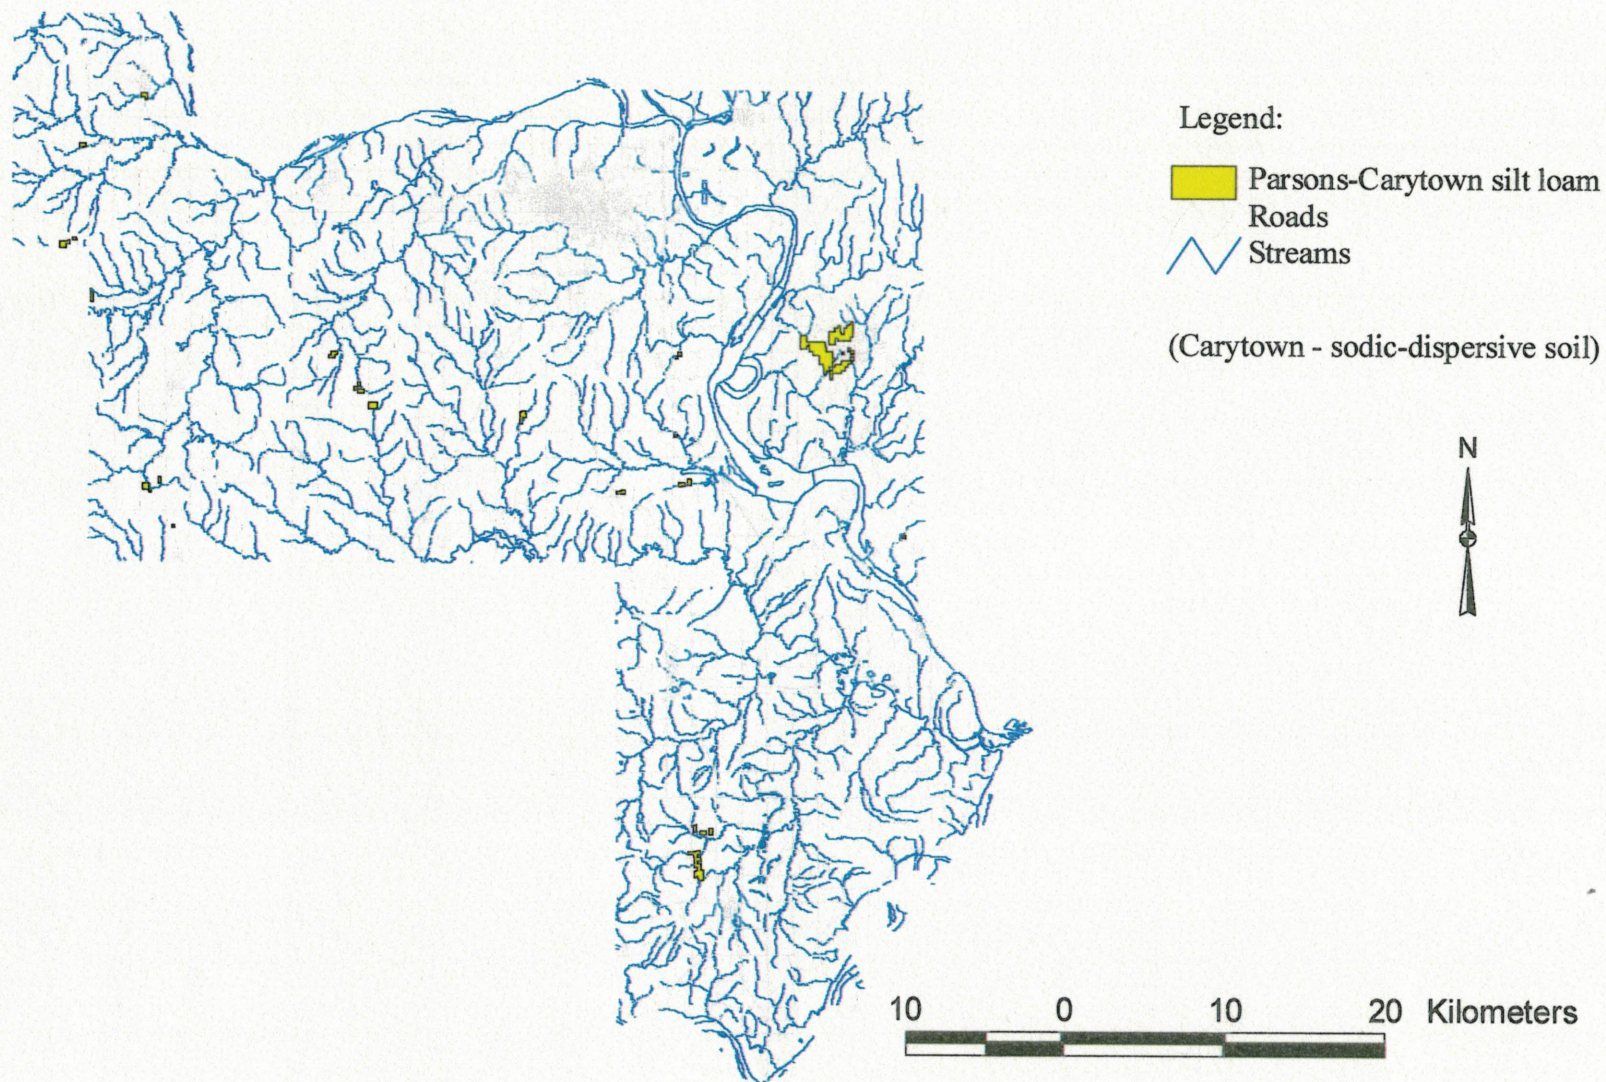 Legend:
Parsons-Carytown silt loam
Roads
Streams
(Carytown - sodic-dispersive soil)
N
10 0 10 20 Kilometers